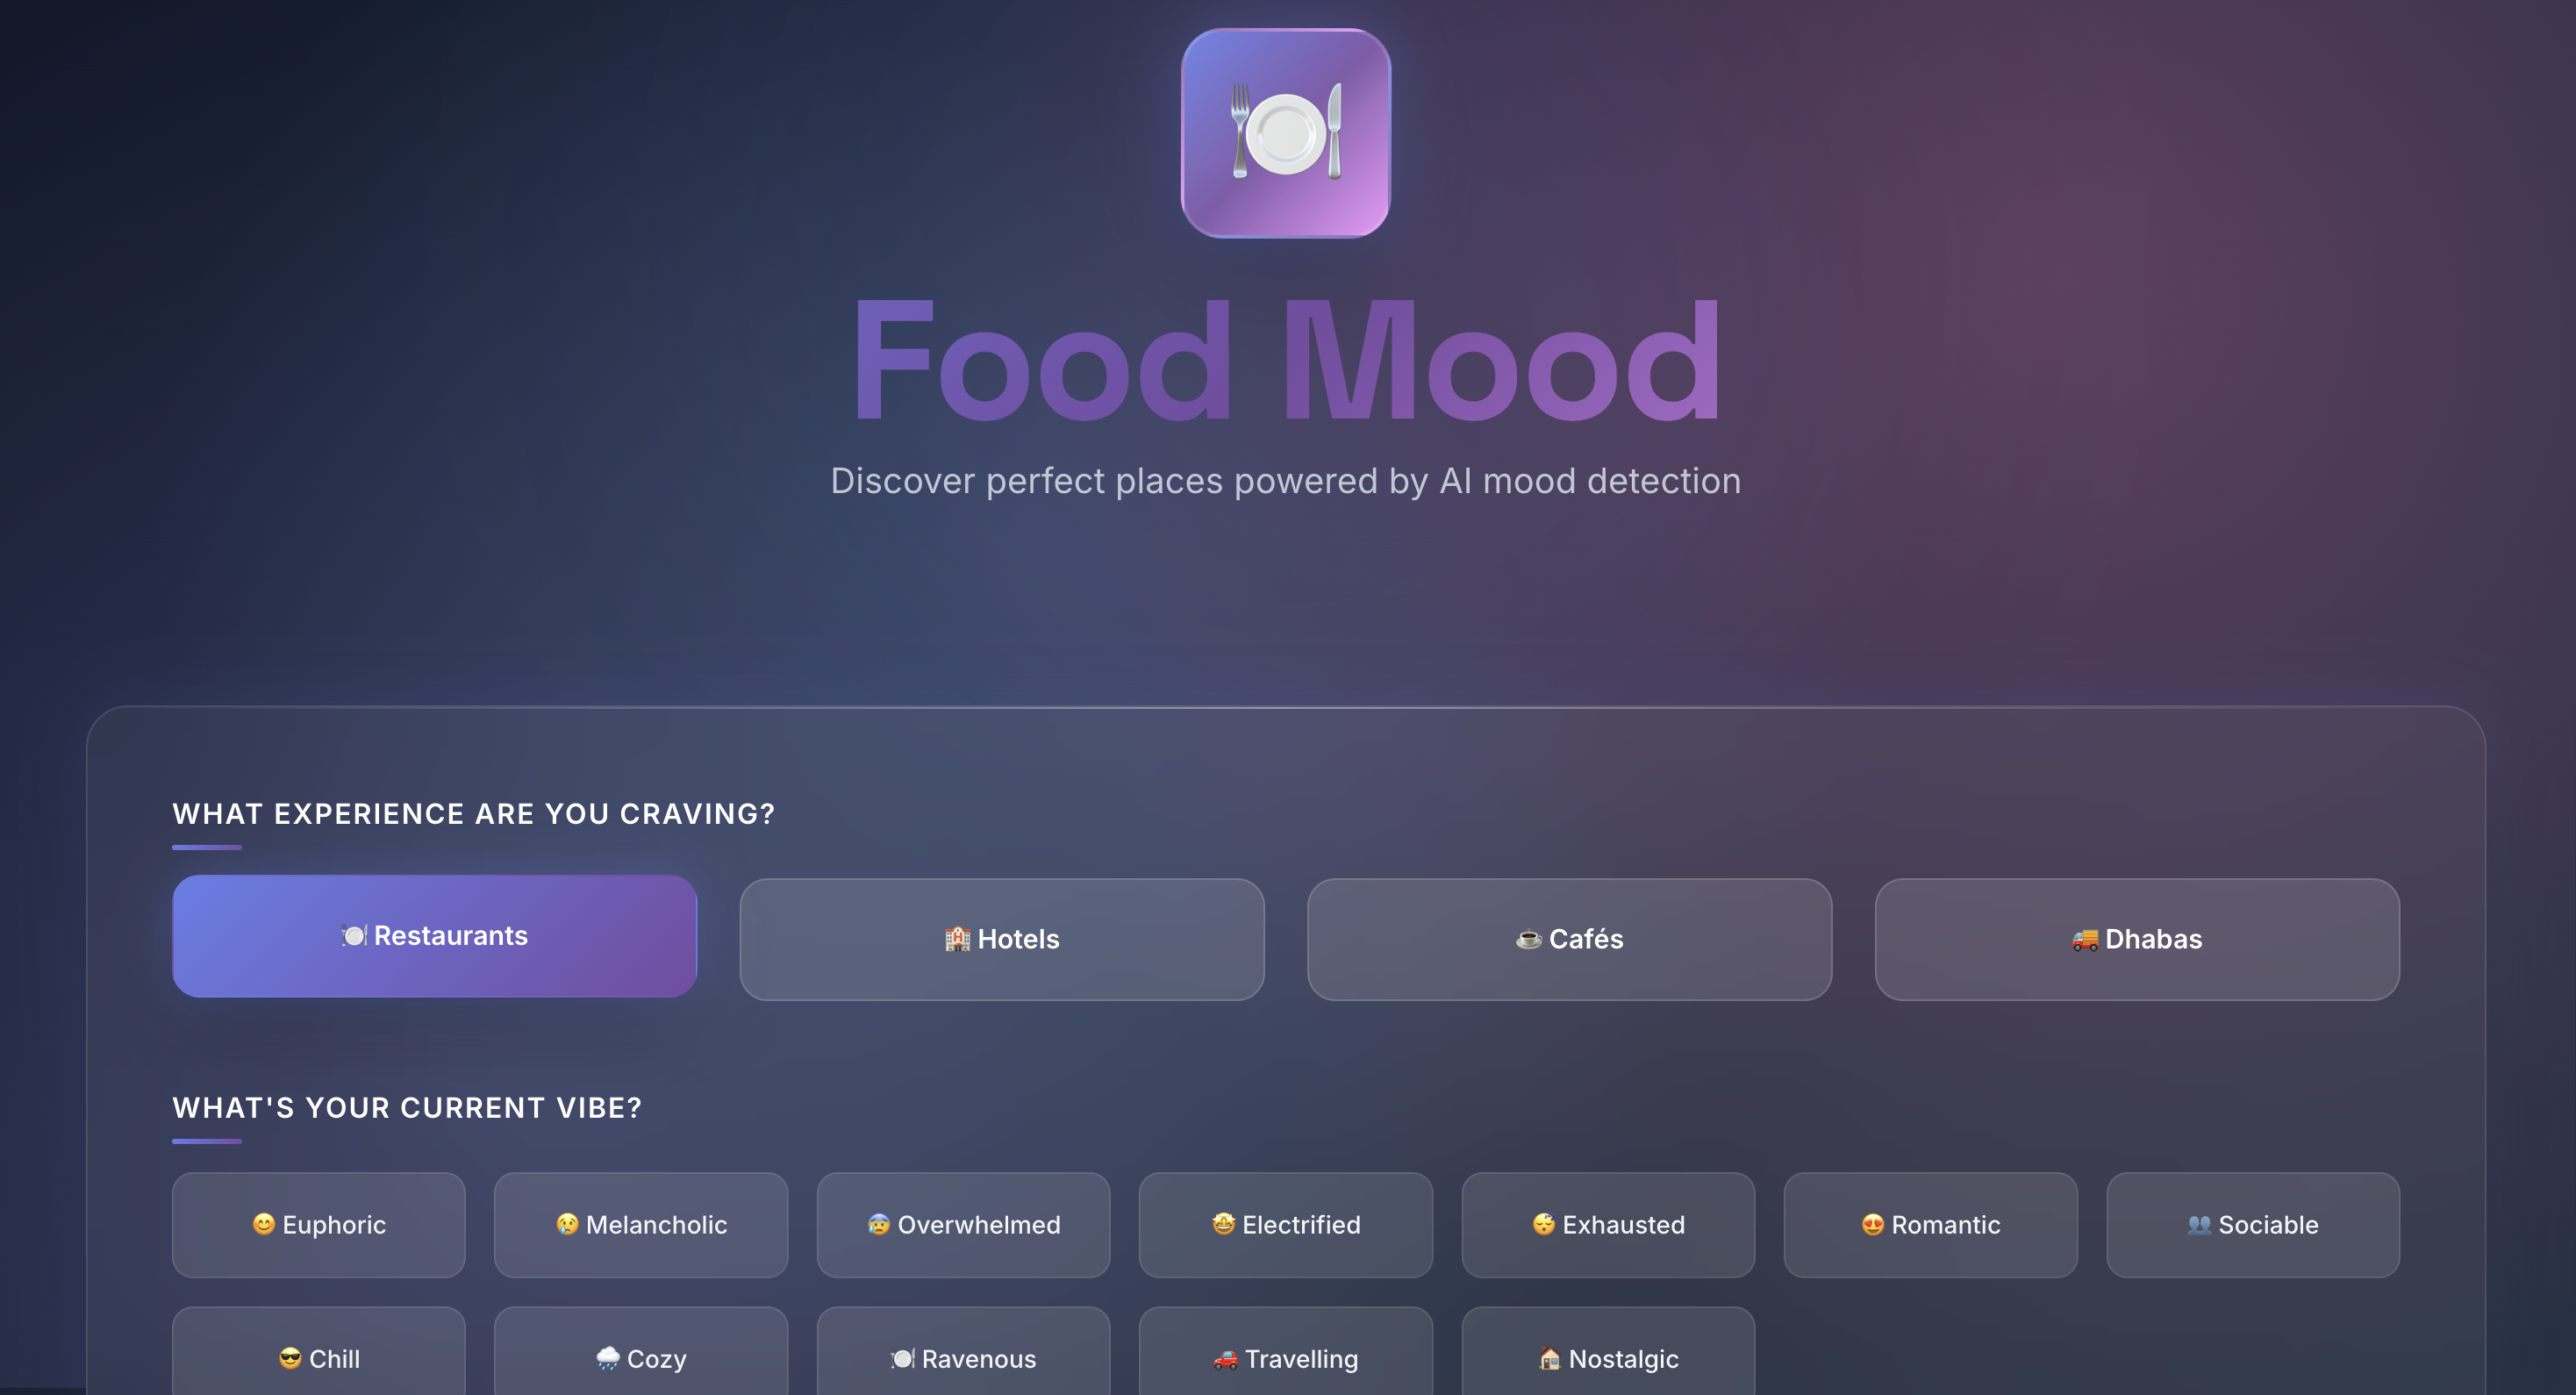 Food Mood
Discover perfect places powered by AI mood detection
WHAT EXPERIENCE ARE YOU CRAVING?
Restaurants
Hotels
Cafés
Dhabas
WHAT'S YOUR CURRENT VIBE?
Euphoric
Melancholic
Overwhelmed
Electrified
Exhausted
Romantic
Sociable
Chill
Cozy
Ravenous
Travelling
Nostalgic